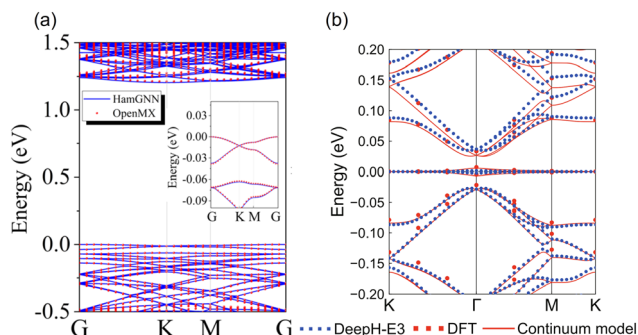 (a)
1.5
1.0
0.5
0.0
-0.5
Energy (eV)
HamGNN
OpenMX
0.00
-0.03
-0.06
-0.09
Energy (eV)
G K M G
G K M G
(b)
0.20
0.15
0.10
0.05
0.00
−0.05
−0.10
−0.15
−0.20
Energy (eV)
K Γ M K
DeepH-E3 DFT Continuum model